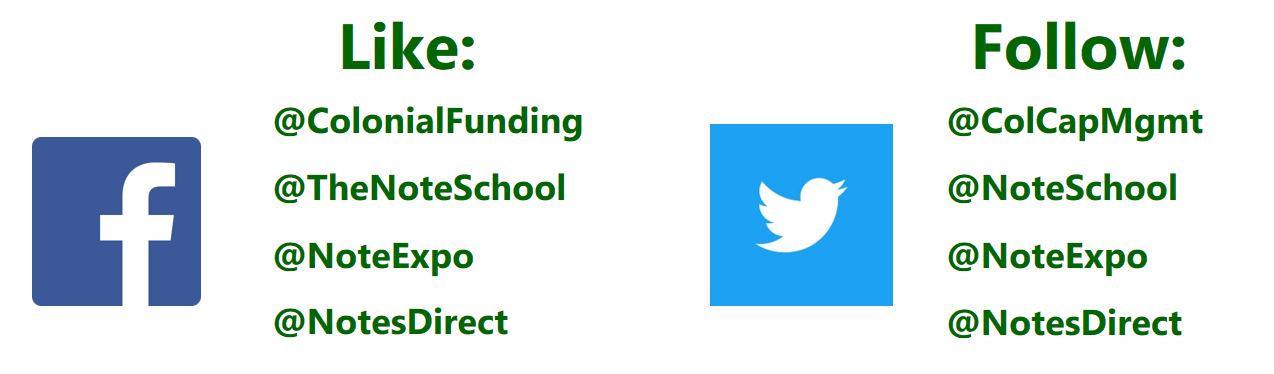 Like:
@ColonialFunding
@TheNoteSchool
@NoteExpo
@NotesDirect
Follow:
@ColCapMgmt
@NoteSchool
@NoteExpo
@NotesDirect